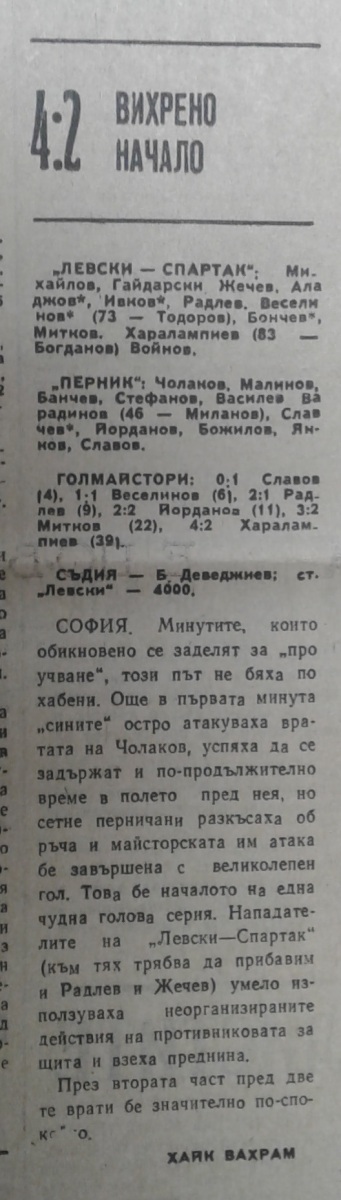 4:2
ВИХРЕНО
НАЧАЛО
„ЛЕВСКИ — СПАРТАК“: Ми-
хайлов, Гайдарски Жечев, Ала
джов*, Ивков*, Радлев, Весели
нов* (73 — Тодоров), Бончев*,
Митков. Харалампиев (83 —
Богданов) Войнов.
„ПЕРНИК“: Чолаков, Малинов,
Банчев, Стефанов, Василев Ва
радинов (46 — Миланов), Слав
чев*, Йорданов, Божилов, Ян-
ков, Славов.
ГОЛМАЙСТОРИ: 0:1 Славов
(4), 1:1 Веселинов (6), 2:1 Рад-
лев (9), 2:2 Йорданов (11), 3:2
Митков (22), 4:2 Харалам-
пиев (39).
СЪДИЯ — Б. Деведжиев; ст.
„Левски“ — 4000.
СОФИЯ. Минутите, които
обикновено се заделят за „про
учване“, този път не бяха по
хабени. Още в първата минута
„сините“ остро атакуваха вра-
тата на Чолаков, успяха да се
задържат и по-продължително
време в полето пред нея, но
сетне перничани разкъсаха об
ръча и майсторската им атака
бе завършена с великолепен
гол. Това бе началото на една
чудна голова серия. Нападате-
лите на „Левски—Спартак“
(към тях трябва да прибавим
и Радлев и Жечев) умело из-
ползуваха неорганизираните
действия на противниковата за
щита и взеха преднина.
През втората част пред две
те врати бе значително по-спо-
ХАЙК ВАХРАМ